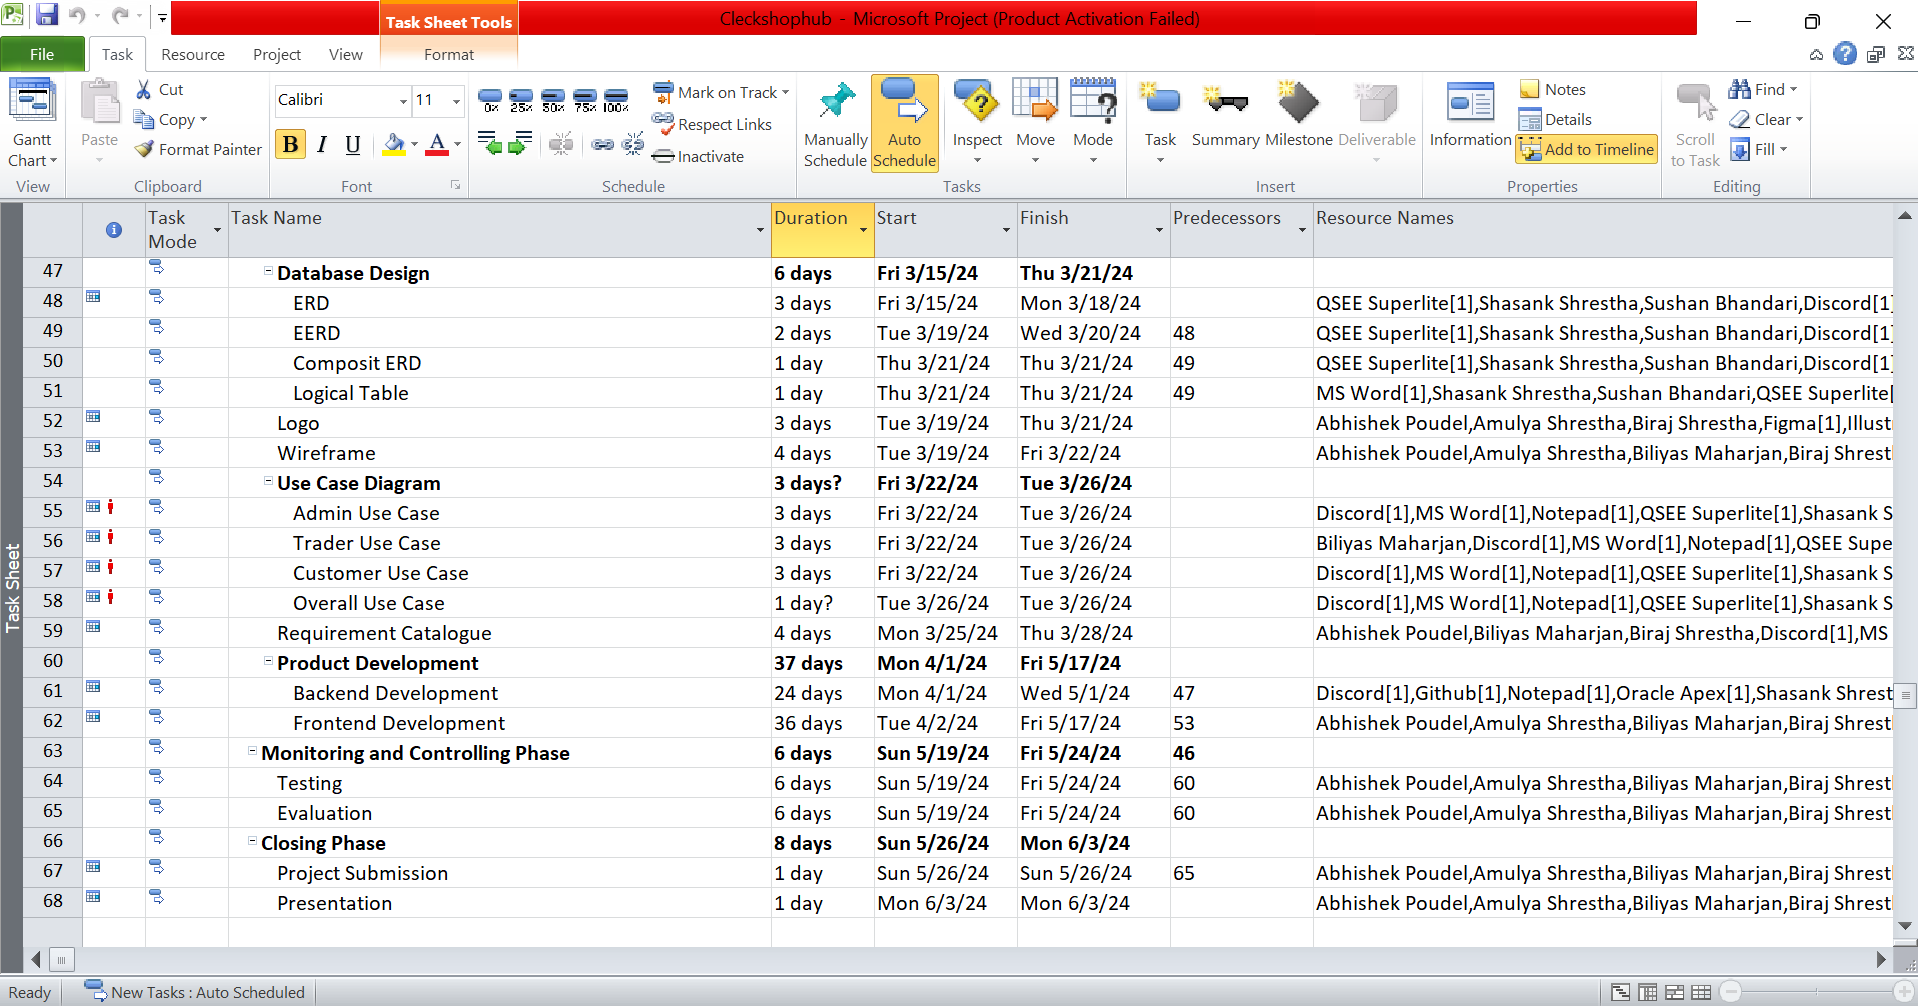 Task Sheet Tools
Cleckshophub - Microsoft Project (Product Activation Failed)
File Task Resource Project View Format
Gantt Chart
View
Paste
Cut
Copy
Format Painter
Clipboard
Calibri 11
B I U A
Font
0% 25% 50% 75% 100%
Mark on Track
Respect Links
Inactivate
Schedule
Manually Schedule
Auto Schedule
Inspect
Move
Mode
Tasks
Task
Summary
Milestone
Deliverable
Insert
Information
Notes
Details
Add to Timeline
Properties
Scroll to Task
Find
Clear
Fill
Editing
Task Mode Task Name Duration Start Finish Predecessors Resource Names
47 Database Design 6 days Fri 3/15/24 Thu 3/21/24
48 ERD 3 days Fri 3/15/24 Mon 3/18/24 QSEE Superlite[1],Shasank Shrestha,Sushan Bhandari,Discord[1]
49 EERD 2 days Tue 3/19/24 Wed 3/20/24 48 QSEE Superlite[1],Shasank Shrestha,Sushan Bhandari,Discord[1]
50 Composit ERD 1 day Thu 3/21/24 Thu 3/21/24 49 QSEE Superlite[1],Shasank Shrestha,Sushan Bhandari,Discord[1]
51 Logical Table 1 day Thu 3/21/24 Thu 3/21/24 49 MS Word[1],Shasank Shrestha,Sushan Bhandari,QSEE Superlite[
52 Logo 3 days Tue 3/19/24 Thu 3/21/24 Abhishek Poudel,Amulya Shrestha,Biraj Shrestha,Figma[1],Illust
53 Wireframe 4 days Tue 3/19/24 Fri 3/22/24 Abhishek Poudel,Amulya Shrestha,Biliyas Maharjan,Biraj Shrest
54 Use Case Diagram 3 days? Fri 3/22/24 Tue 3/26/24
55 Admin Use Case 3 days Fri 3/22/24 Tue 3/26/24 Discord[1],MS Word[1],Notepad[1],QSEE Superlite[1],Shasank S
56 Trader Use Case 3 days Fri 3/22/24 Tue 3/26/24 Biliyas Maharjan,Discord[1],MS Word[1],Notepad[1],QSEE Supe
57 Customer Use Case 3 days Fri 3/22/24 Tue 3/26/24 Discord[1],MS Word[1],Notepad[1],QSEE Superlite[1],Shasank S
58 Overall Use Case 1 day? Tue 3/26/24 Tue 3/26/24 Discord[1],MS Word[1],Notepad[1],QSEE Superlite[1],Shasank S
59 Requirement Catalogue 4 days Mon 3/25/24 Thu 3/28/24 Abhishek Poudel,Biliyas Maharjan,Biraj Shrestha,Discord[1],MS
60 Product Development 37 days Mon 4/1/24 Fri 5/17/24
61 Backend Development 24 days Mon 4/1/24 Wed 5/1/24 47 Discord[1],Github[1],Notepad[1],Oracle Apex[1],Shasank Shrest
62 Frontend Development 36 days Tue 4/2/24 Fri 5/17/24 53 Abhishek Poudel,Amulya Shrestha,Biliyas Maharjan,Biraj Shrest
63 Monitoring and Controlling Phase 6 days Sun 5/19/24 Fri 5/24/24 46
64 Testing 6 days Sun 5/19/24 Fri 5/24/24 60 Abhishek Poudel,Amulya Shrestha,Biliyas Maharjan,Biraj Shrest
65 Evaluation 6 days Sun 5/19/24 Fri 5/24/24 60 Abhishek Poudel,Amulya Shrestha,Biliyas Maharjan,Biraj Shrest
66 Closing Phase 8 days Sun 5/26/24 Mon 6/3/24
67 Project Submission 1 day Sun 5/26/24 Sun 5/26/24 65 Abhishek Poudel,Amulya Shrestha,Biliyas Maharjan,Biraj Shrest
68 Presentation 1 day Mon 6/3/24 Mon 6/3/24 Abhishek Poudel,Amulya Shrestha,Biliyas Maharjan,Biraj Shrest
Task Sheet
Ready New Tasks : Auto Scheduled